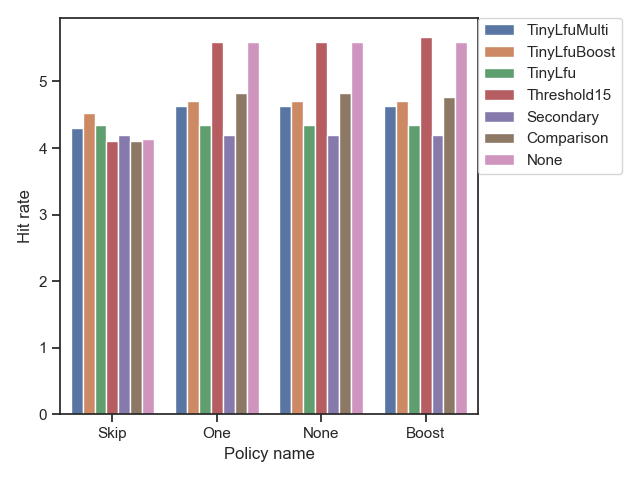 TinyLfuMulti
TinyLfuBoost
TinyLfu
Threshold15
Secondary
Comparison
None
Hit rate
5
4
3
2
1
0
Skip
One
None
Boost
Policy name